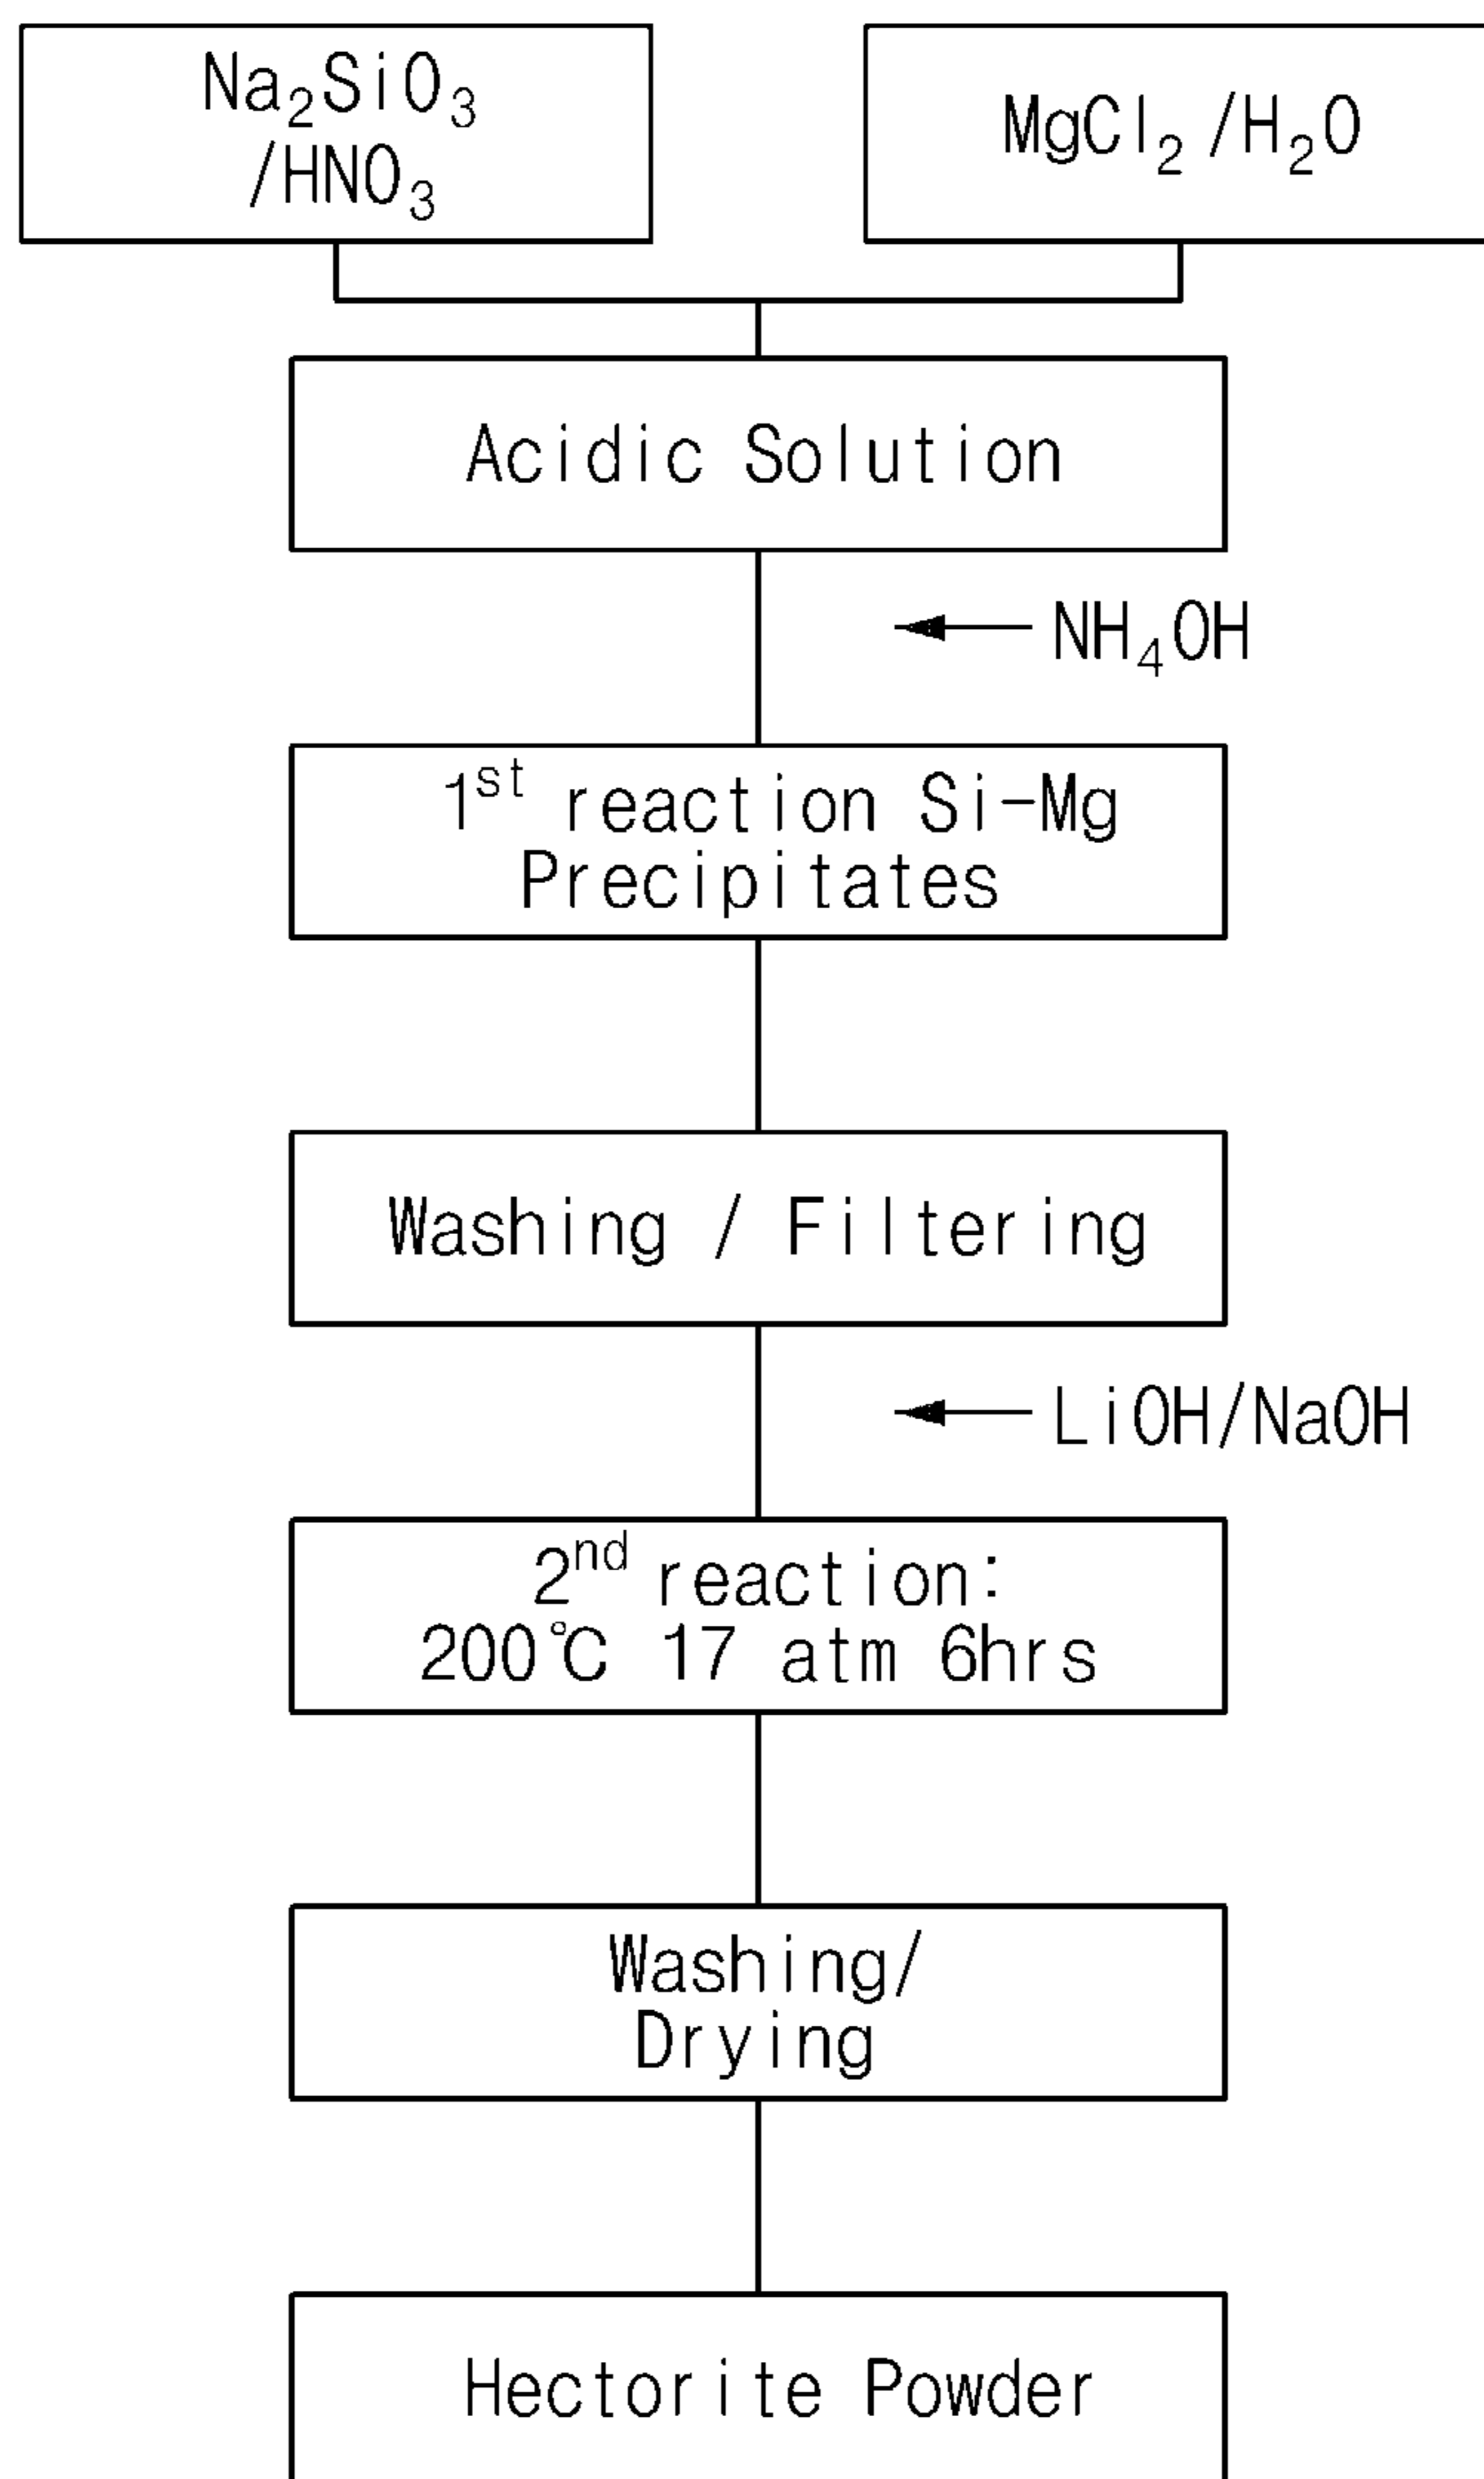 Na₂SiO₃
/HNO₃
MgCl₂/H₂O
Acidic Solution
NH₄OH
1ˢᵗ reaction Si-Mg
Precipitates
Washing / Filtering
LiOH/NaOH
2ⁿᵈ reaction:
200℃ 17 atm 6hrs
Washing/
Drying
Hectorite Powder